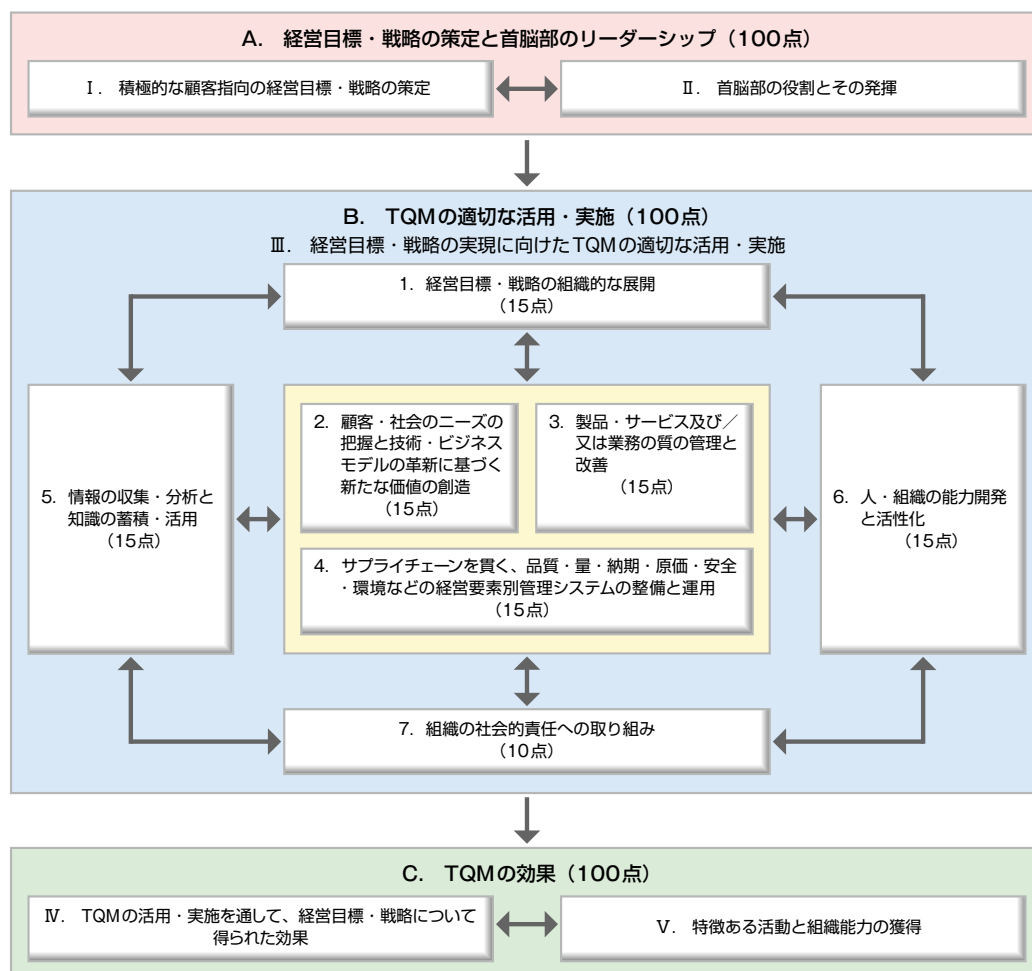 A. 経営目標・戦略の策定と首脳部のリーダーシップ（100点）
Ⅰ. 積極的な顧客指向の経営目標・戦略の策定
Ⅱ. 首脳部の役割とその発揮
B. TQMの適切な活用・実施（100点）
Ⅲ. 経営目標・戦略の実現に向けたTQMの適切な活用・実施
1. 経営目標・戦略の組織的な展開
（15点）
2. 顧客・社会のニーズの
把握と技術・ビジネス
モデルの革新に基づく
新たな価値の創造
（15点）
3. 製品・サービス及び／
又は業務の質の管理と
改善
（15点）
4. サプライチェーンを貫く、品質・量・納期・原価・安全
・環境などの経営要素別管理システムの整備と運用
（15点）
5. 情報の収集・分析と
知識の蓄積・活用
（15点）
6. 人・組織の能力開発
と活性化
（15点）
7. 組織の社会的責任への取り組み
（10点）
C. TQMの効果（100点）
Ⅳ. TQMの活用・実施を通して、経営目標・戦略について
得られた効果
Ⅴ. 特徴ある活動と組織能力の獲得